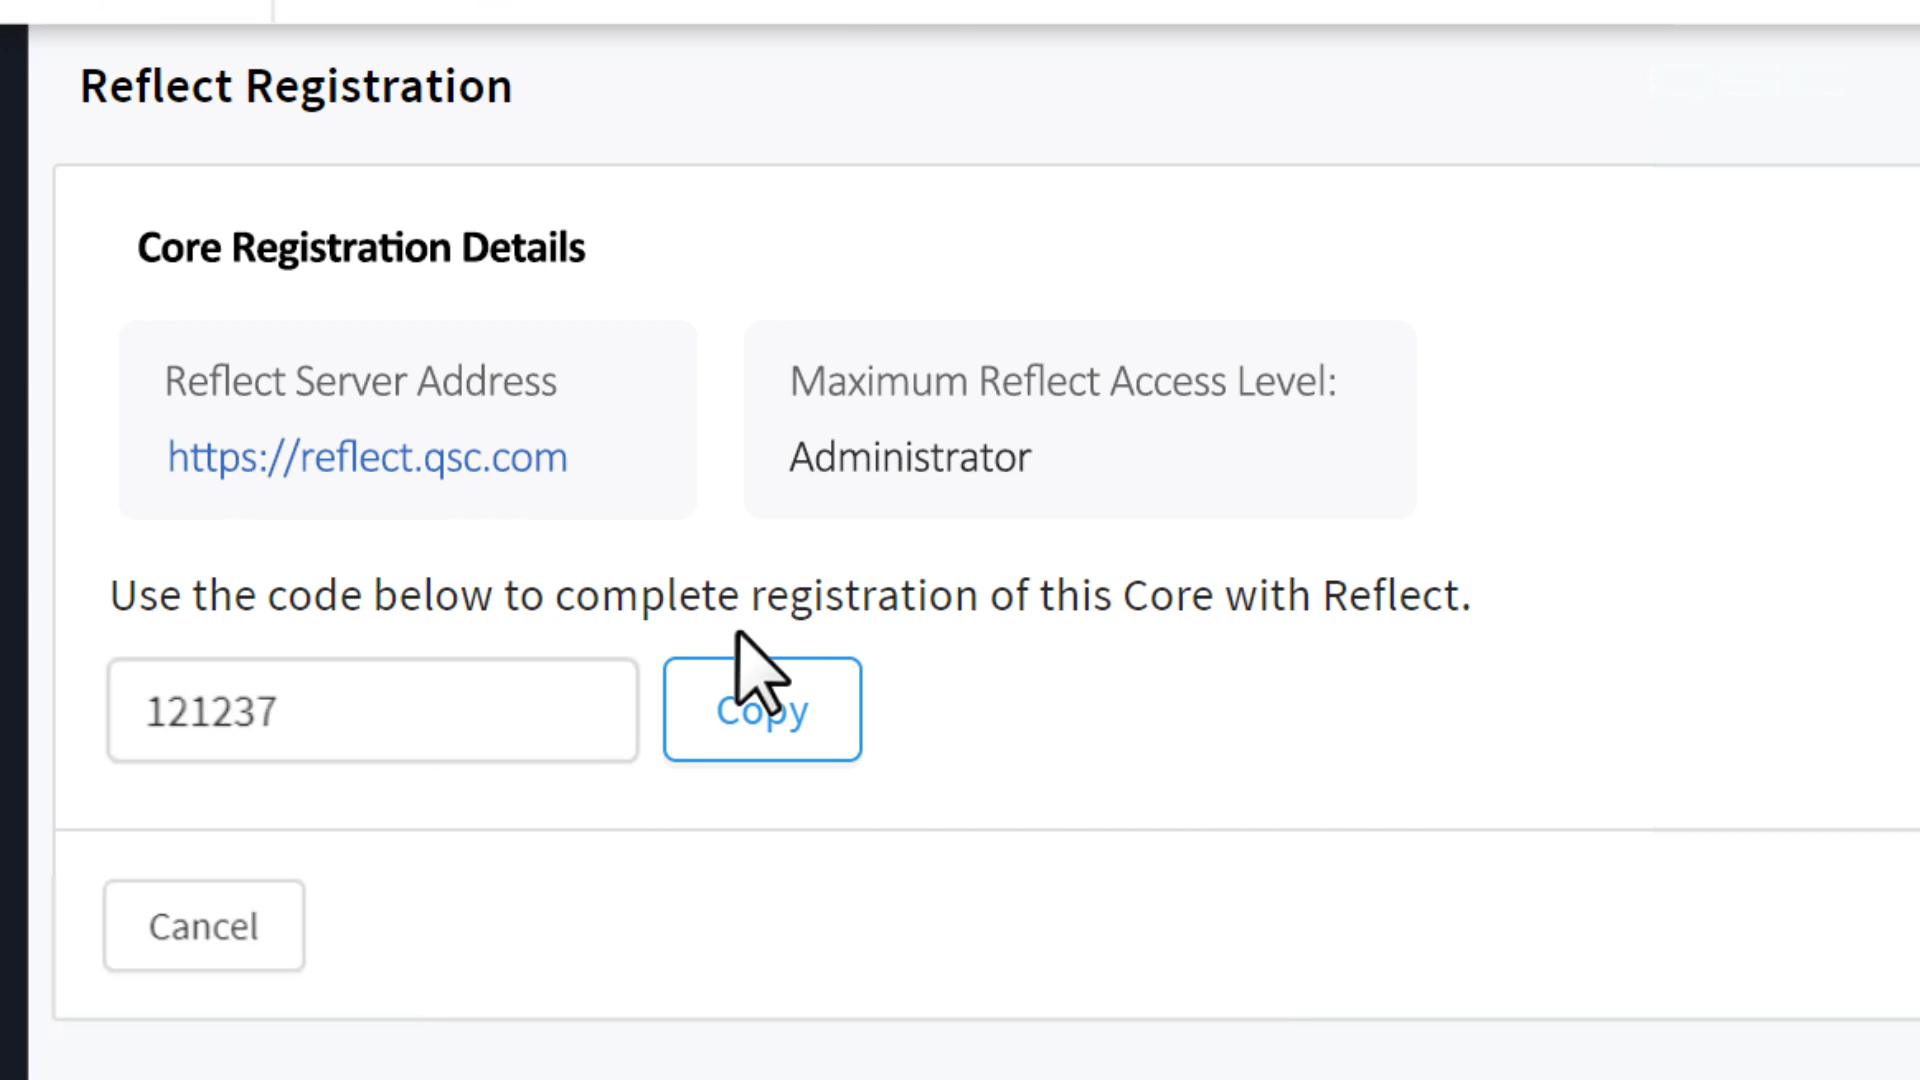 Reflect Registration
Core Registration Details
Reflect Server Address
https://reflect.qsc.com
Maximum Reflect Access Level:
Administrator
Use the code below to complete registration of this Core with Reflect.
121237
Copy
Cancel